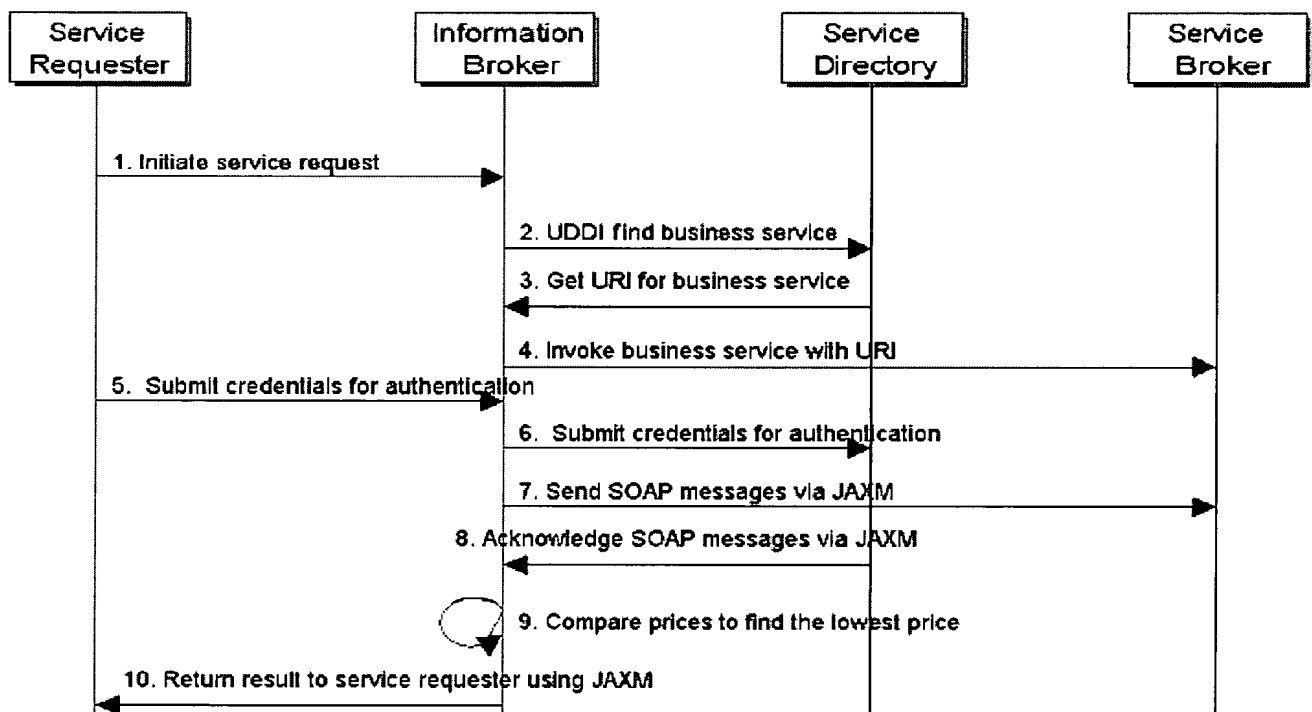 Service
Requester
Information
Broker
Service
Directory
Service
Broker
1. Initiate service request
2. UDDI find business service
3. Get URI for business service
4. Invoke business service with URI
5. Submit credentials for authentication
6. Submit credentials for authentication
7. Send SOAP messages via JAXM
8. Acknowledge SOAP messages via JAXM
9. Compare prices to find the lowest price
10. Return result to service requester using JAXM